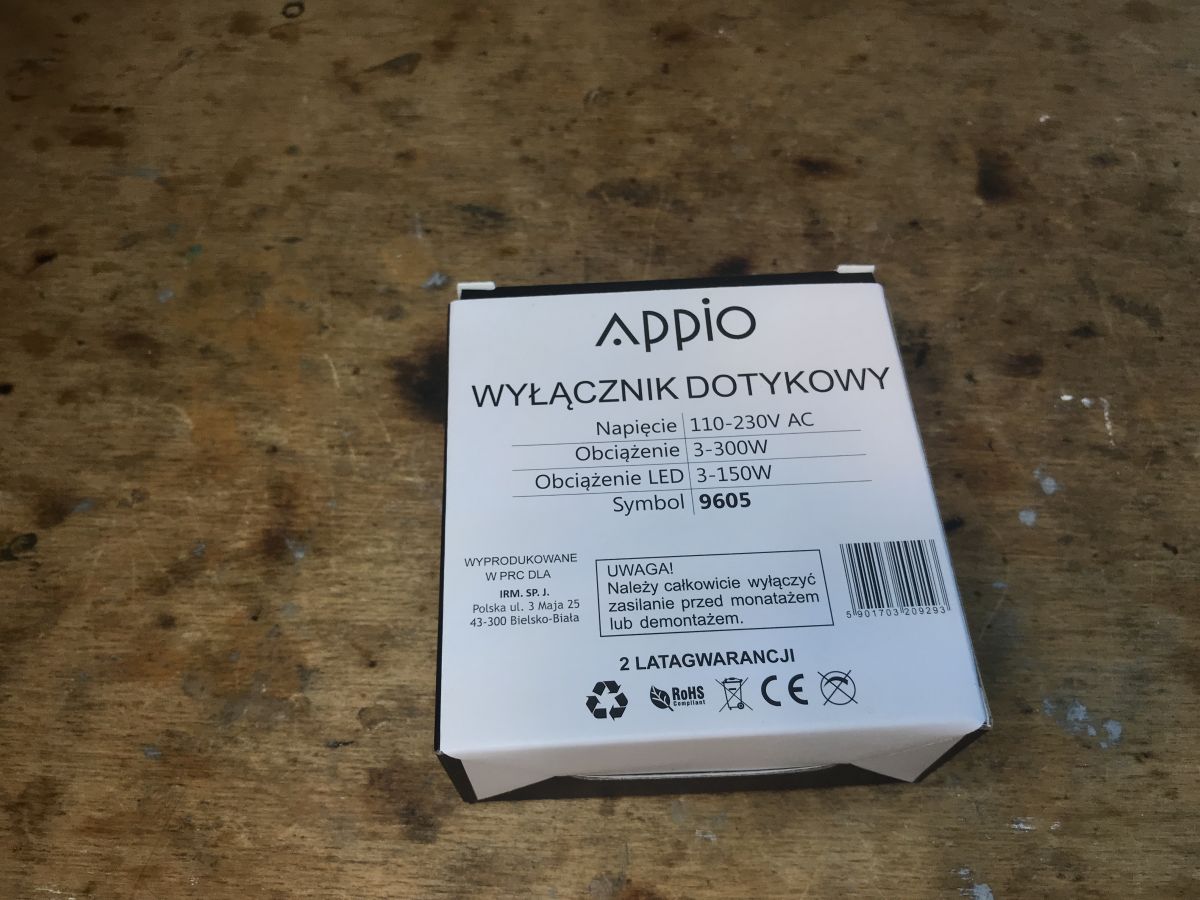 APPIO
WYŁĄCZNIK DOTYKOWY
Napięcie 110-230V AC
Obciążenie 3-300W
Obciążenie LED 3-150W
Symbol 9605
WYPRODUKOWANE
W PRC DLA
IRM. SP. J.
Polska ul. 3 Maja 25
43-300 Bielsko-Biała
UWAGA!
Należy całkowicie wyłączyć
zasilanie przed monatażem
lub demontażem.
5 901703 209293
2 LATAGWARANCJI
RoHS
Compliant
CE